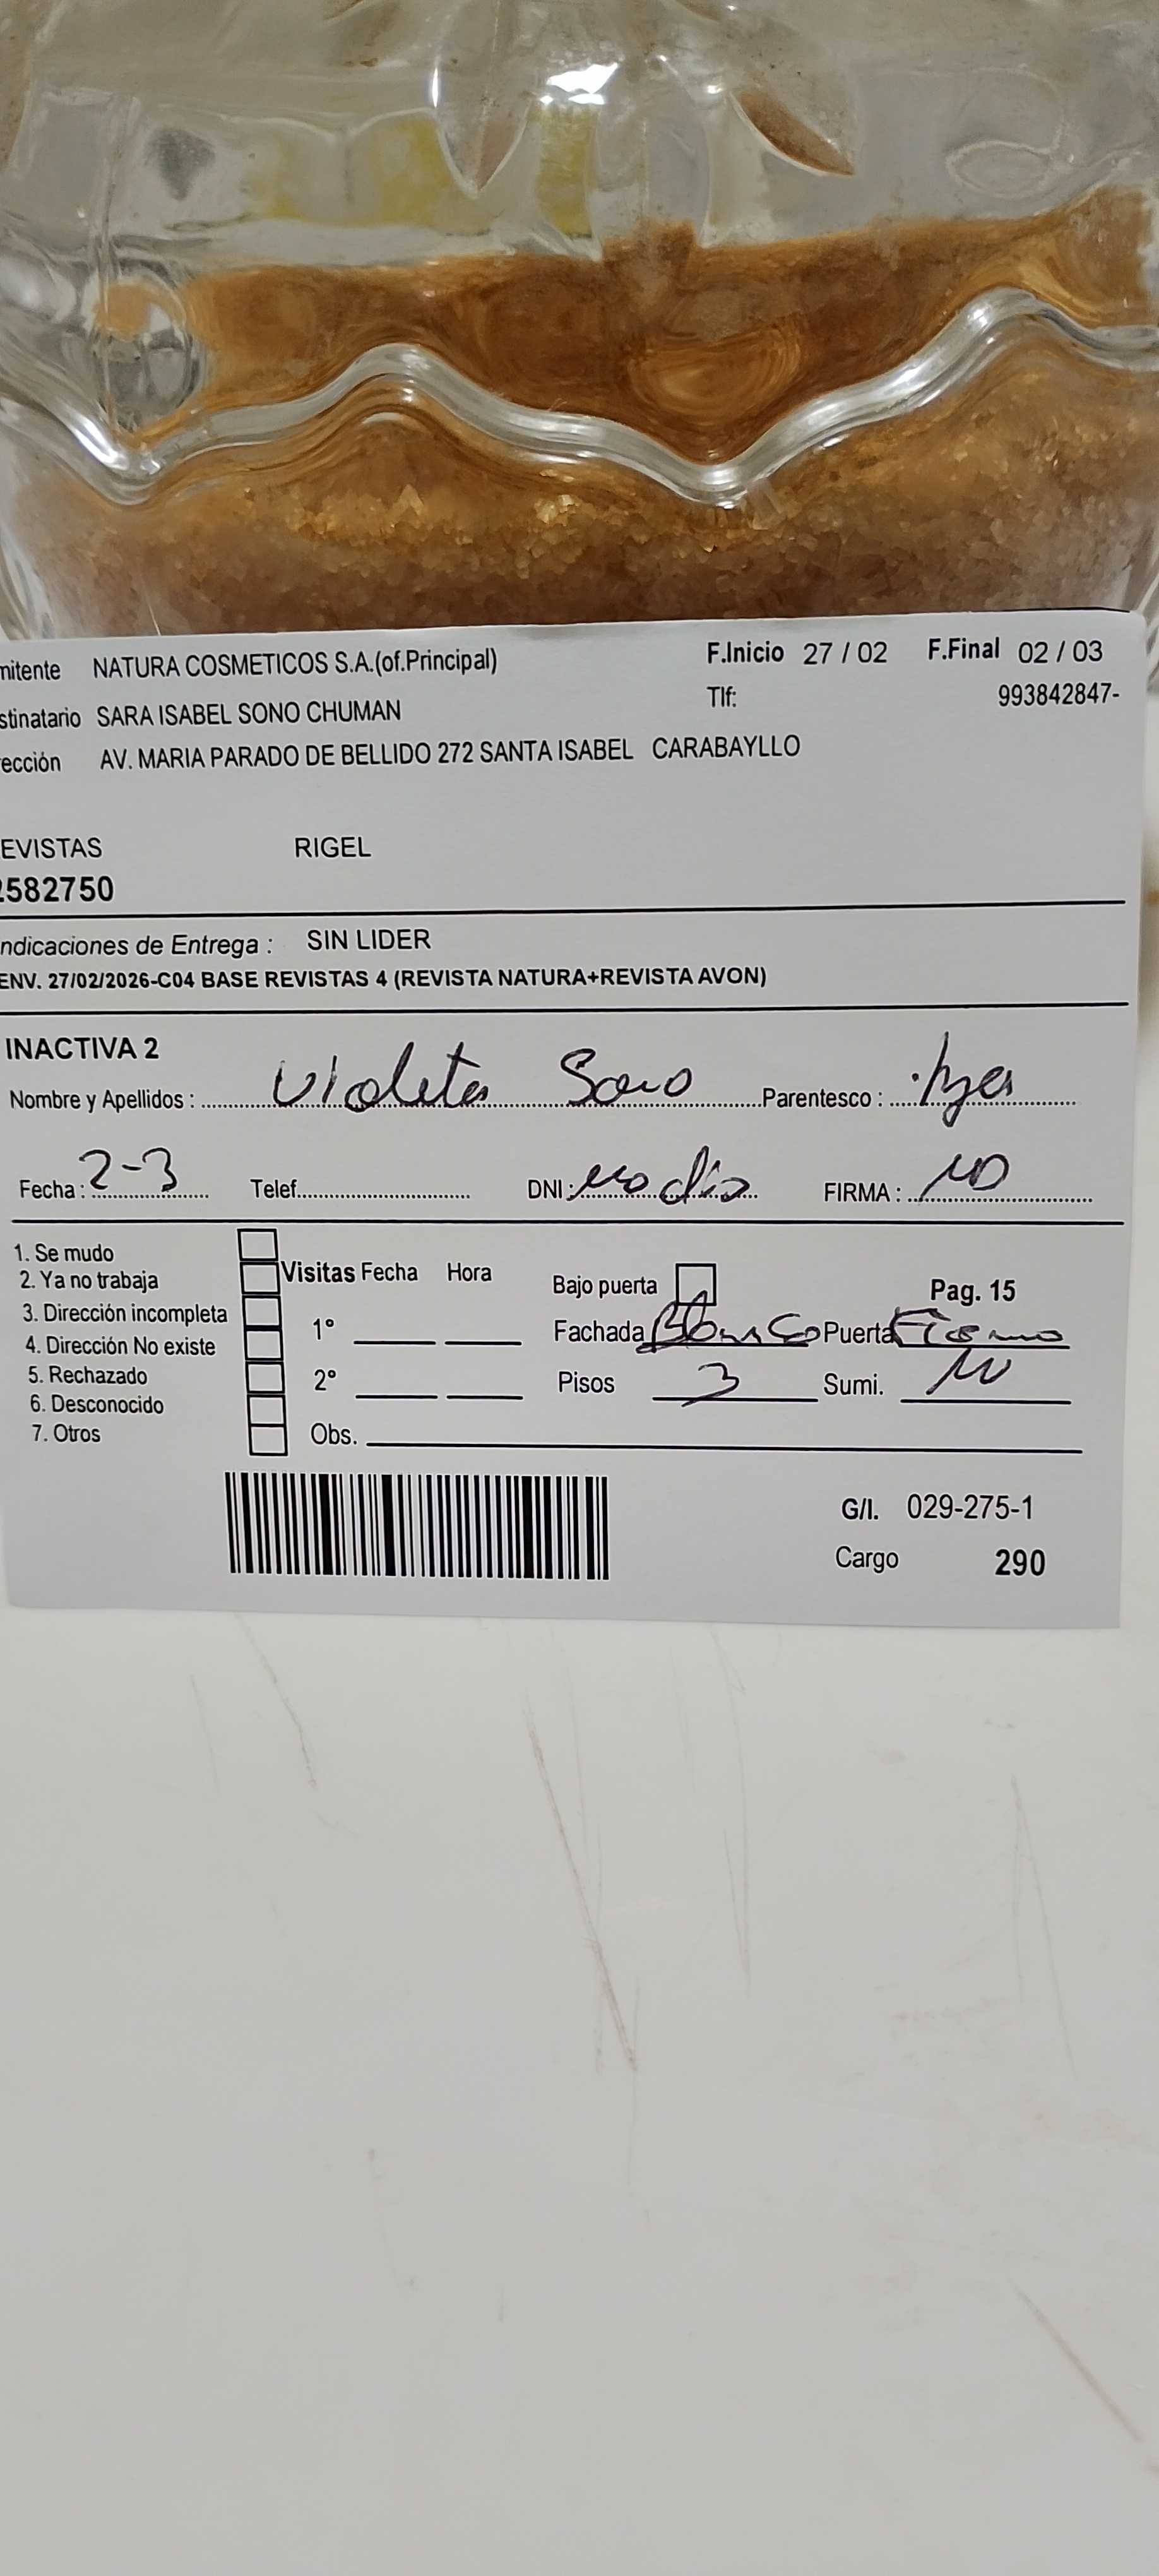 mitente NATURA COSMETICOS S.A.(of.Principal) F.Inicio 27 / 02 F.Final 02 / 03
stinatario SARA ISABEL SONO CHUMAN Tlf: 993842847-
ección AV. MARIA PARADO DE BELLIDO 272 SANTA ISABEL CARABAYLLO
EVISTAS RIGEL
2582750
ndicaciones de Entrega : SIN LIDER
ENV. 27/02/2026-C04 BASE REVISTAS 4 (REVISTA NATURA+REVISTA AVON)
INACTIVA 2
Nombre y Apellidos : Violeta Sono Parentesco :
Fecha : 2-3 Telef. DNI : no dio FIRMA : NO
1. Se mudo
2. Ya no trabaja Visitas Fecha Hora Bajo puerta Pag. 15
3. Dirección incompleta 1° Fachada Blanco Puerta
4. Dirección No existe
5. Rechazado 2° Pisos 3 Sumi.
6. Desconocido
7. Otros Obs.
G/I. 029-275-1
Cargo 290